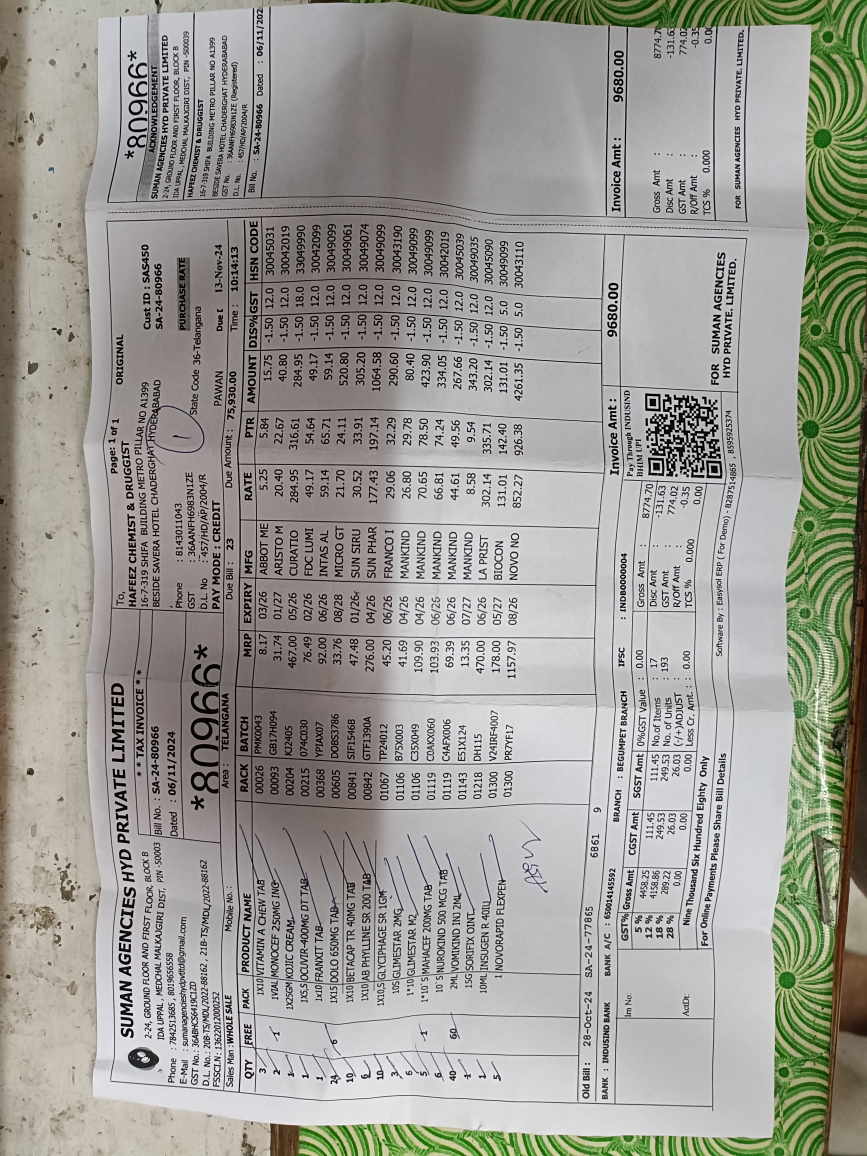 SUMAN AGENCIES HYD PRIVATE LIMITED
2-24, GROUND FLOOR AND FIRST FLOOR, BLOCK B
IDA UPPAL, MEDCHAL MALKAJGIRI DIST, PIN -50003
Phone : 7842513685 , 8019656558
E-Mail : sumanagencieshydpvtltd@gmail.com
GST No.: 36ABHCS6419C1ZD
D.L. No. : 20B-TS/MDL/2022-88162 , 21B-TS/MDL/2022-88162
FSSCI.N: 13622012000252
* * TAX INVOICE * *
Bill No. : SA-24-80966
Dated : 06/11/2024
*80966*
Page: 1 of 1 ORIGINAL
To,
HAFEEZ CHEMIST & DRUGGIST
16-7-319 SHIFA BUILDING METRO PILLAR NO A1399
BESIDE SAVERA HOTEL CHADERGHAT HYDERABABAD
,
Phone : 8143011043
GST : 36AANFH6983N1ZE
D.L. No : 457/HD/AP/2004/R
PAY MODE : CREDIT
Cust ID : SAS450
SA-24-80966
PURCHASE RATE
1
State Code 36-Telangana
PAWAN Due I 13-Nov-24
Sales Man : WHOLE SALE Mobile No.: Area : TELANGANA Due Bill : 23 Due Amount : 75,930.00 Time : 10:14:13
QTY FREE PACK PRODUCT NAME RACK BATCH MRP EXPIRY MFG RATE PTR AMOUNT DIS% GST HSN CODE
3 1X10 VITAMIN A CHEW TAB 00026 PMK0043 8.17 03/26 ABBOT ME 5.25 5.84 15.75 -1.50 12.0 30045031
2 1 1VIAL MONOCEF 250MG INJ 00093 GB17H094 31.74 01/27 ARISTO M 20.40 22.67 40.80 -1.50 12.0 30042019
1 1X25GM KOJIC CREAM 00204 KJ2405 467.00 05/26 CURATIO 284.95 316.61 284.95 -1.50 18.0 33049990
1 1X5,S OCUVIR-400MG DT TAB 00215 074C030 76.49 02/26 FDC LUMI 49.17 54.64 49.17 -1.50 12.0 30042099
1 1X10 FRANXIT TAB 00368 YPIAX07 92.00 06/26 INTAS AL 59.14 65.71 59.14 -1.50 12.0 30049099
24 6 1X15 DOLO 650MG TAB 00605 DOBS3786 33.76 08/28 MICRO GT 21.70 24.11 520.80 -1.50 12.0 30049061
10 1X10 BETACAP TR 40MG TAB 00841 SIF1546B 47.48 01/26 SUN SIRU 30.52 33.91 305.20 -1.50 12.0 30049074
6 1X10 AB PHYLLINE SR 200 TAB 00842 GTF1390A 276.00 04/26 SUN PHAR 177.43 197.14 1064.58 -1.50 12.0 30049099
10 1X10,S GLYCIPHAGE SR 1GM 01067 TP24012 45.20 06/26 FRANCO I 29.06 32.29 290.60 -1.50 12.0 30043190
3 10S GLIMESTAR 2MG 01106 B75X003 41.69 04/26 MANKIND 26.80 29.78 80.40 -1.50 12.0 30049099
6 1*10 GLIMESTAR M2 01106 C35X049 109.90 04/26 MANKIND 70.65 78.50 423.90 -1.50 12.0 30049099
5 1 1*10`S MAHACEF 200MG TAB 01119 CDAKX060 103.93 06/26 MANKIND 66.81 74.24 334.05 -1.50 12.0 30042019
6 10`S NUROKIND 500 MCG TAB 01119 C4AFX006 69.39 06/26 MANKIND 44.61 49.56 267.66 -1.50 12.0 30045039
40 60 2ML VOMIKIND INJ 2ML 01143 E51X124 13.35 07/27 MANKIND 8.58 9.54 343.20 -1.50 12.0 30049035
1 15G SORIFIX OINT 01218 DH115 470.00 06/26 LA PRIST 302.14 335.71 302.14 -1.50 12.0 30045090
1 10ML INSUGEN R 40IU 01300 V24IRF4007 178.00 05/27 BIOCON 131.01 142.40 131.01 -1.50 5.0 30049099
5 1 NOVORAPID FLEXPEN 01300 PR7YF17 1157.97 08/26 NOVO NO 852.27 926.38 4261.35 -1.50 5.0 30043110
Old Bill : 28-Oct-24 SA-24-77865 6861 9
BANK : INDUSIND BANK BANK A/C : 650014145592 BRANCH : BEGUMPET BRANCH IFSC : INDB0000004
Im No:
ActDt:
GST% Gross Amt CGST Amt SGST Amt
5 % 4458.25 111.45 111.45
12 % 4158.86 249.53 249.53
18 % 289.22 26.03 26.03
28 % 0.00 0.00 0.00
0%GST Value : 0.00
No.of Items : 17
No. of Units : 193
(-/+)ADJUST :
Less Cr. Amt. : 0.00
Gross Amt : 8774.70
Disc Amt : -131.63
GST Amt : 774.02
R/Off Amt : -0.35
TCS % 0.000 0.00
Nine Thousand Six Hundred Eighty Only
For Online Payments Please Share Bill Details
Invoice Amt : 9680.00
Pay Through INDUSIND
BHIM UPI
FOR SUMAN AGENCIES
HYD PRIVATE. LIMITED.
Software By : Easysol ERP ( For Demo) - 8287514865 , 8595925374
*80966*
ACKNOWLEDGEMENT
SUMAN AGENCIES HYD PRIVATE LIMITED
2-24, GROUND FLOOR AND FIRST FLOOR, BLOCK B
IDA UPPAL, MEDCHAL MALKAJGIRI DIST, PIN -500039
HAFEEZ CHEMIST & DRUGGIST
16-7-319 SHIFA BUILDING METRO PILLAR NO A1399
BESIDE SAVERA HOTEL CHADERGHAT HYDERABABAD
GST No. : 36AANFH6983N1ZE (Registered)
D.L. No. : 457/HD/AP/2004/R
Bill No. : SA-24-80966 Dated : 06/11/202
Invoice Amt : 9680.00
Gross Amt : 8774.70
Disc Amt : -131.63
GST Amt : 774.02
R/Off Amt : -0.35
TCS % 0.000 0.00
FOR SUMAN AGENCIES HYD PRIVATE. LIMITED.